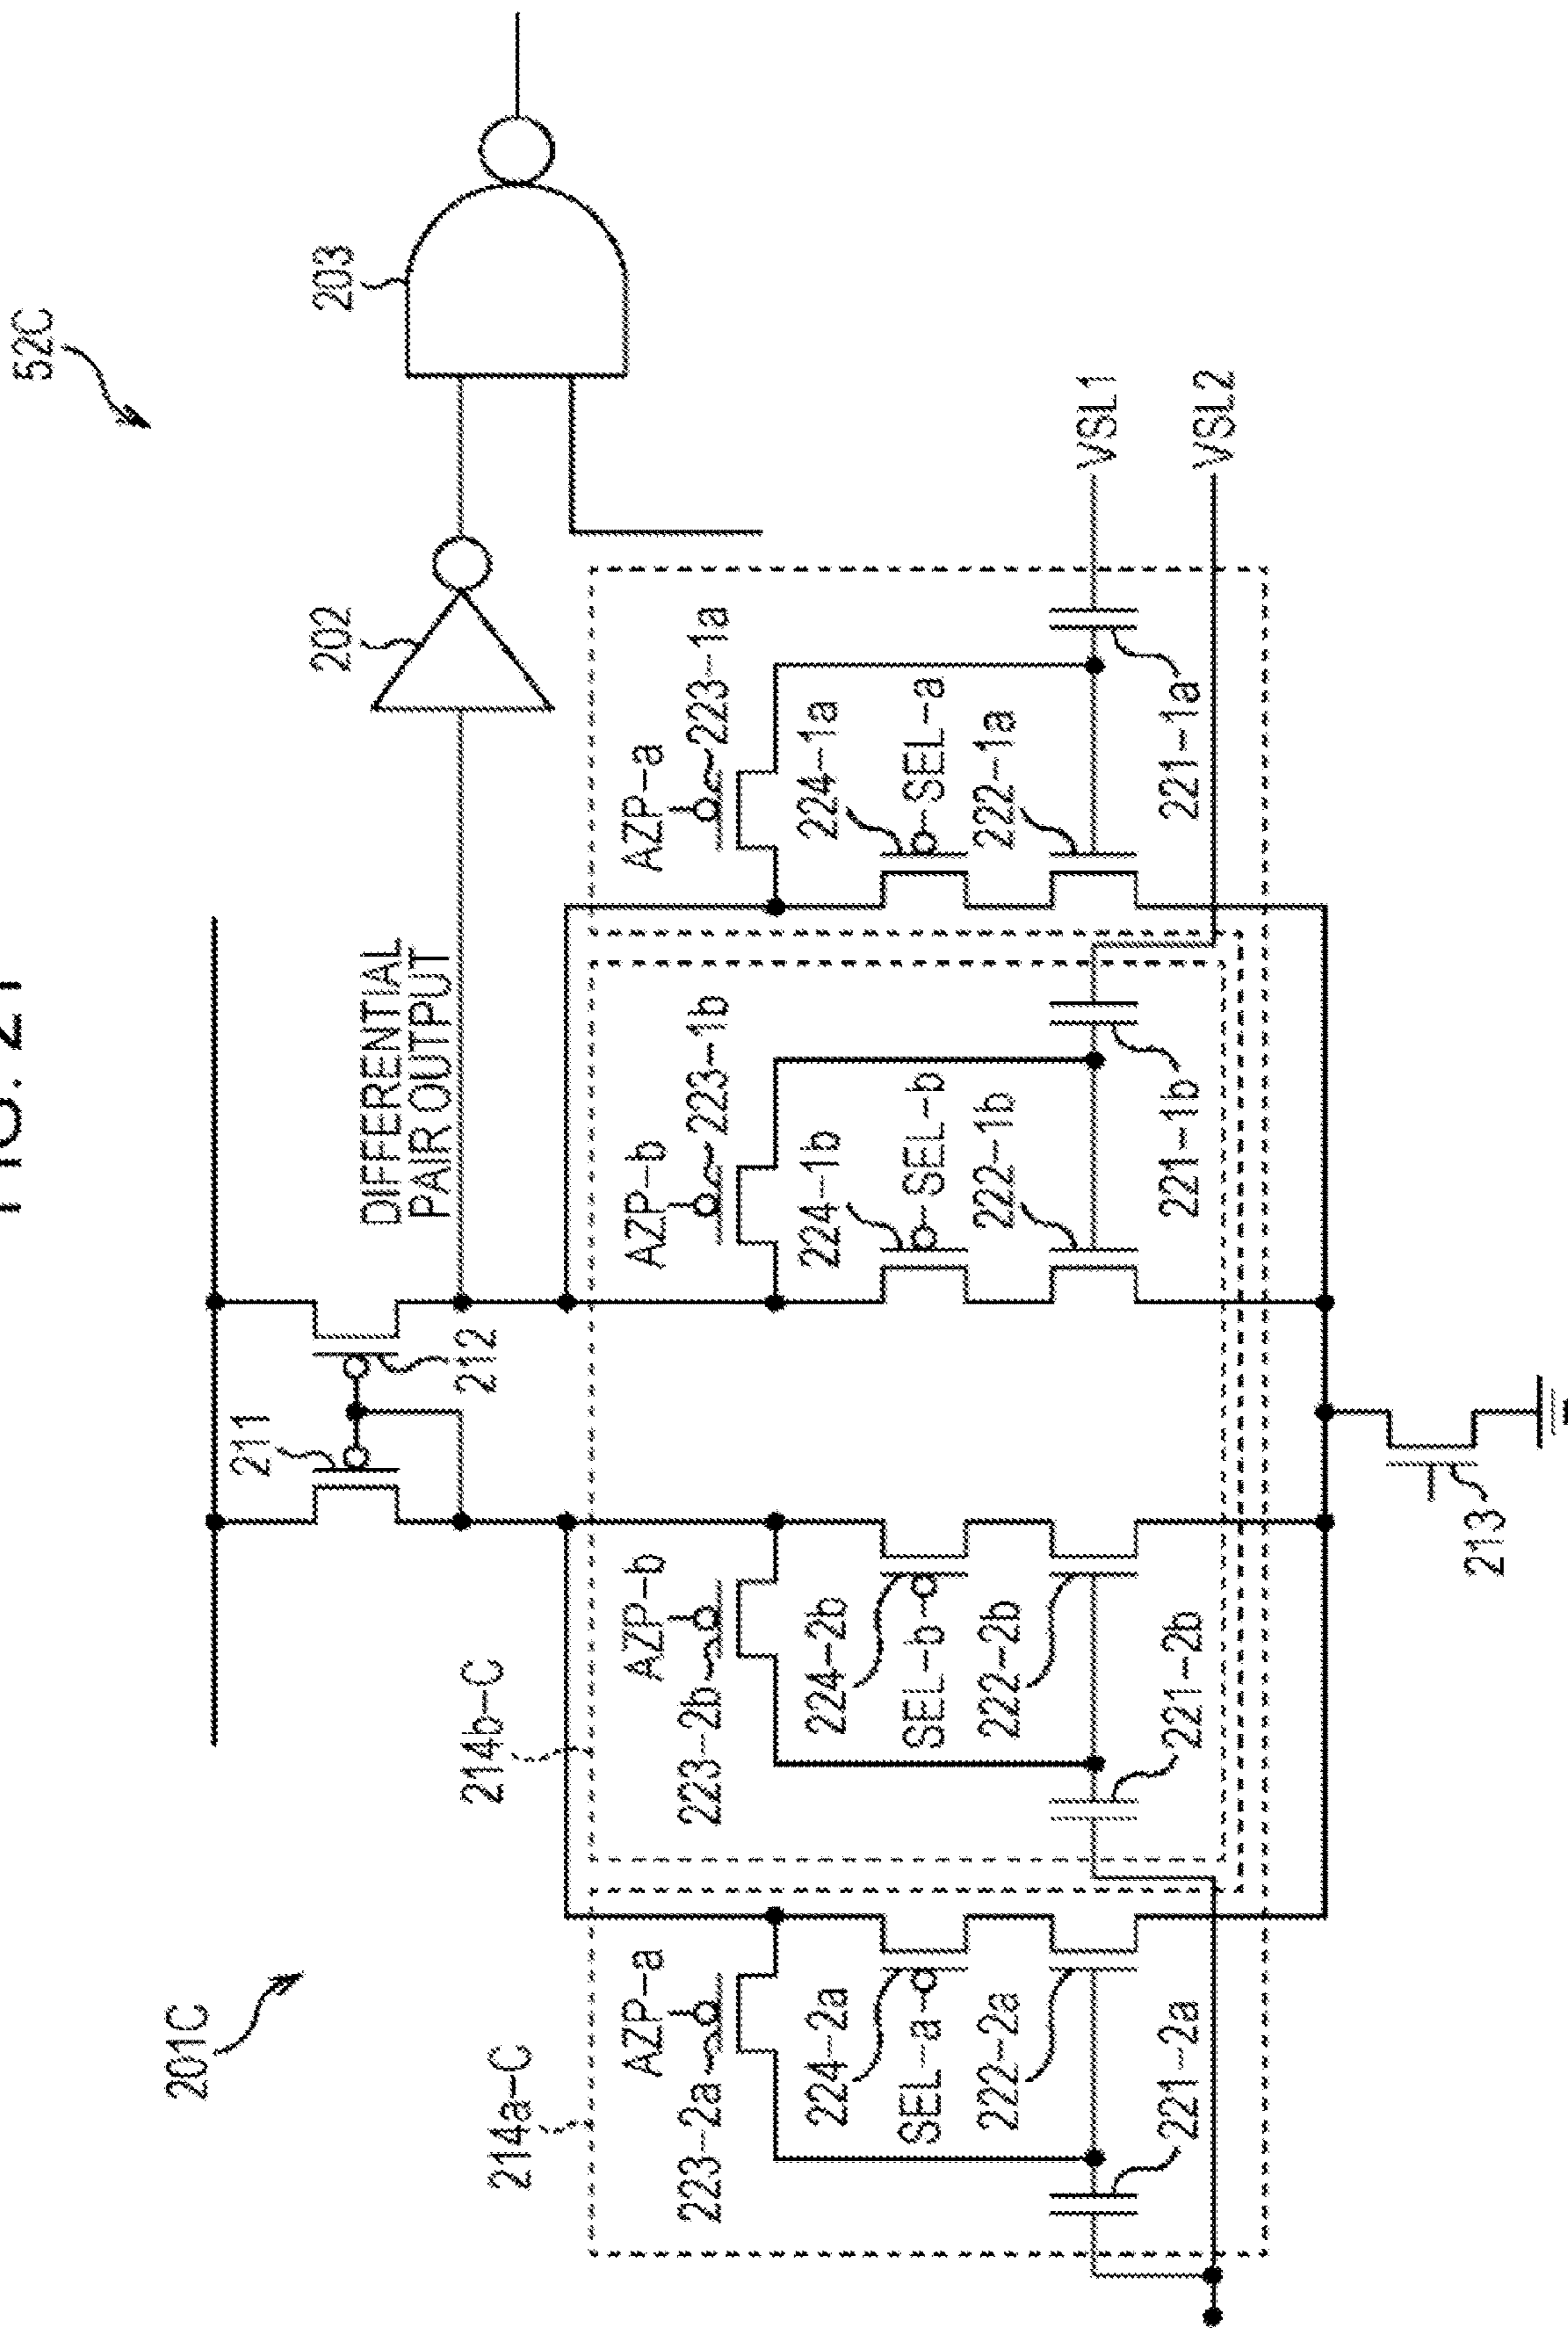 FIG. 21
52C
201C
211
202
203
DIFFERENTIAL
PAIR OUTPUT
212
214b-C
214a-C
AZP-a
AZP-b
AZP-b
AZP-a
223-2a
223-2b
223-1b
223-1a
224-2a
224-2b
224-1b
224-1a
SEL-a
SEL-b
SEL-b
SEL-a
222-2a
222-2b
222-1b
222-1a
VSL1
221-2a
221-2b
221-1b
221-1a
VSL2
213